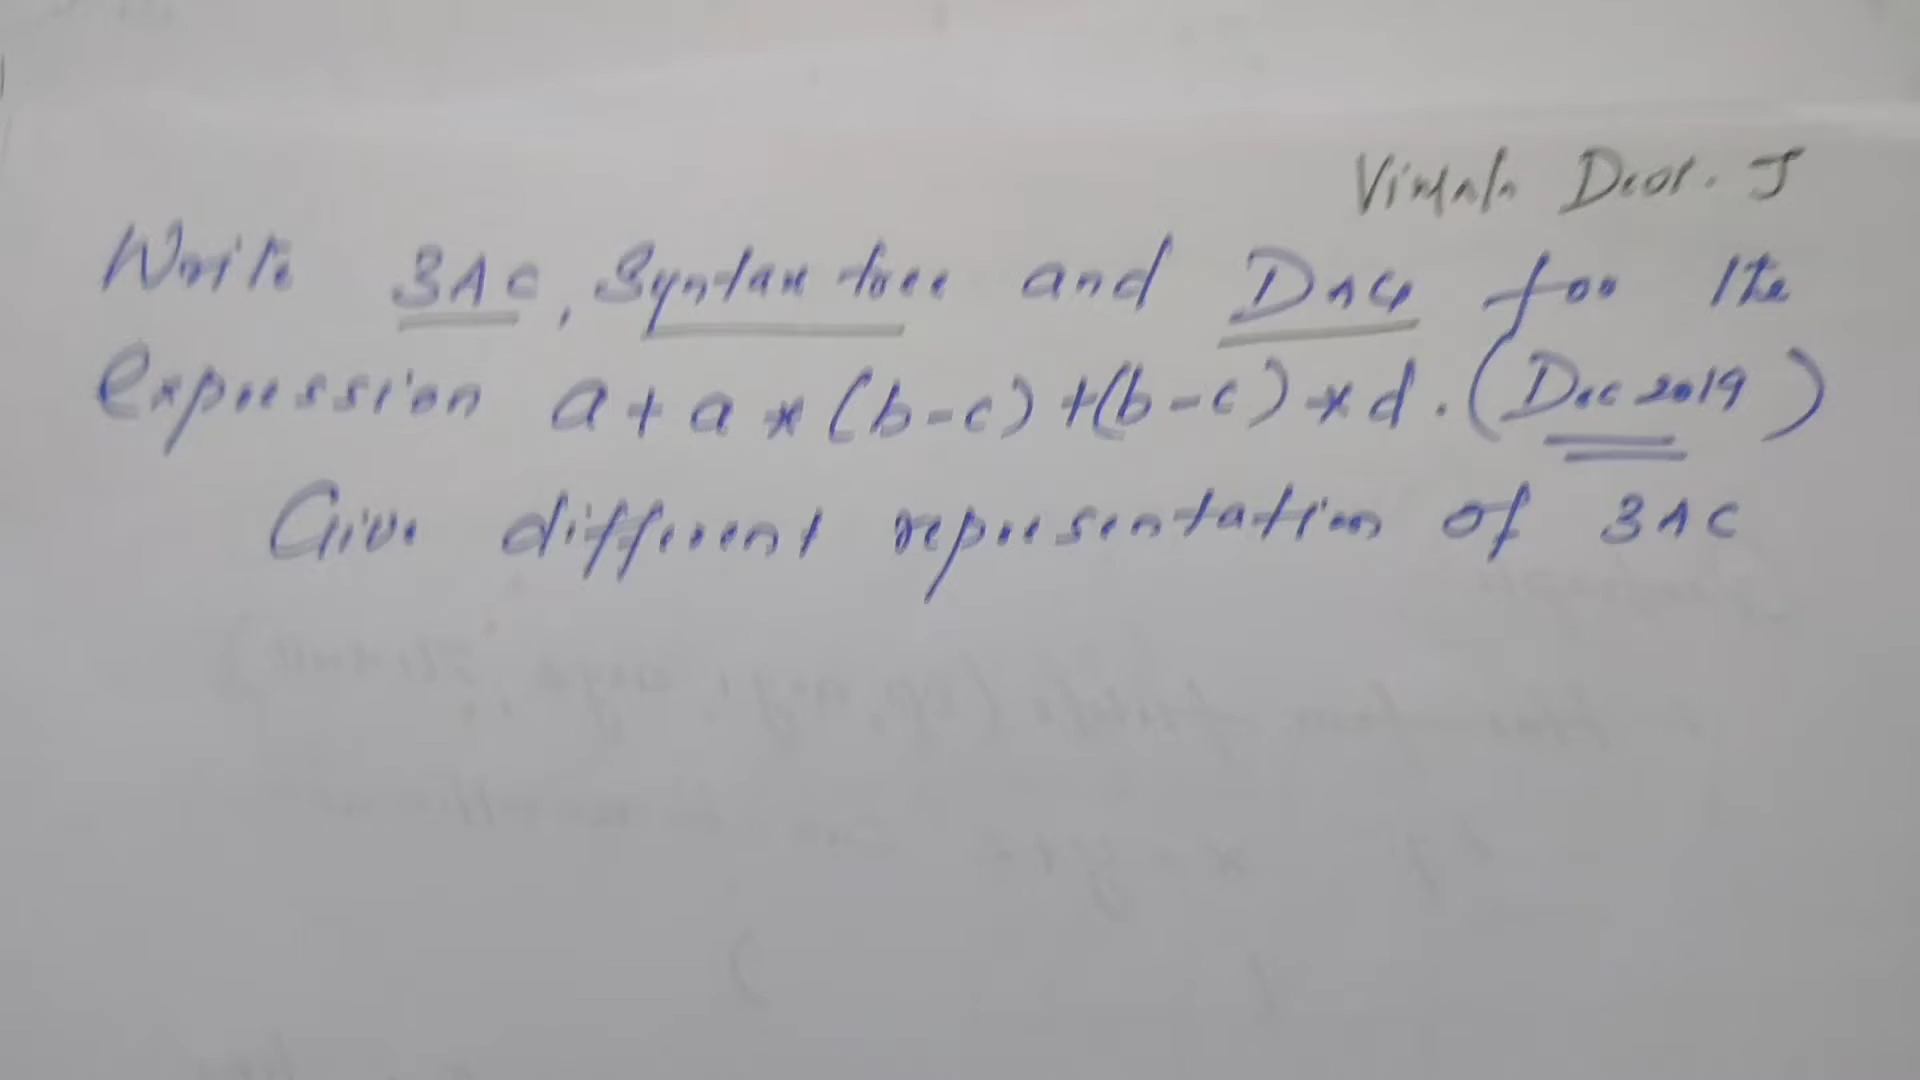 Vimala Devi. J
Write 3AC, Syntax tree and DAG for the
expression a + a * (b - c) + (b - c) * d. (Dec 2019)
Give different representation of 3AC